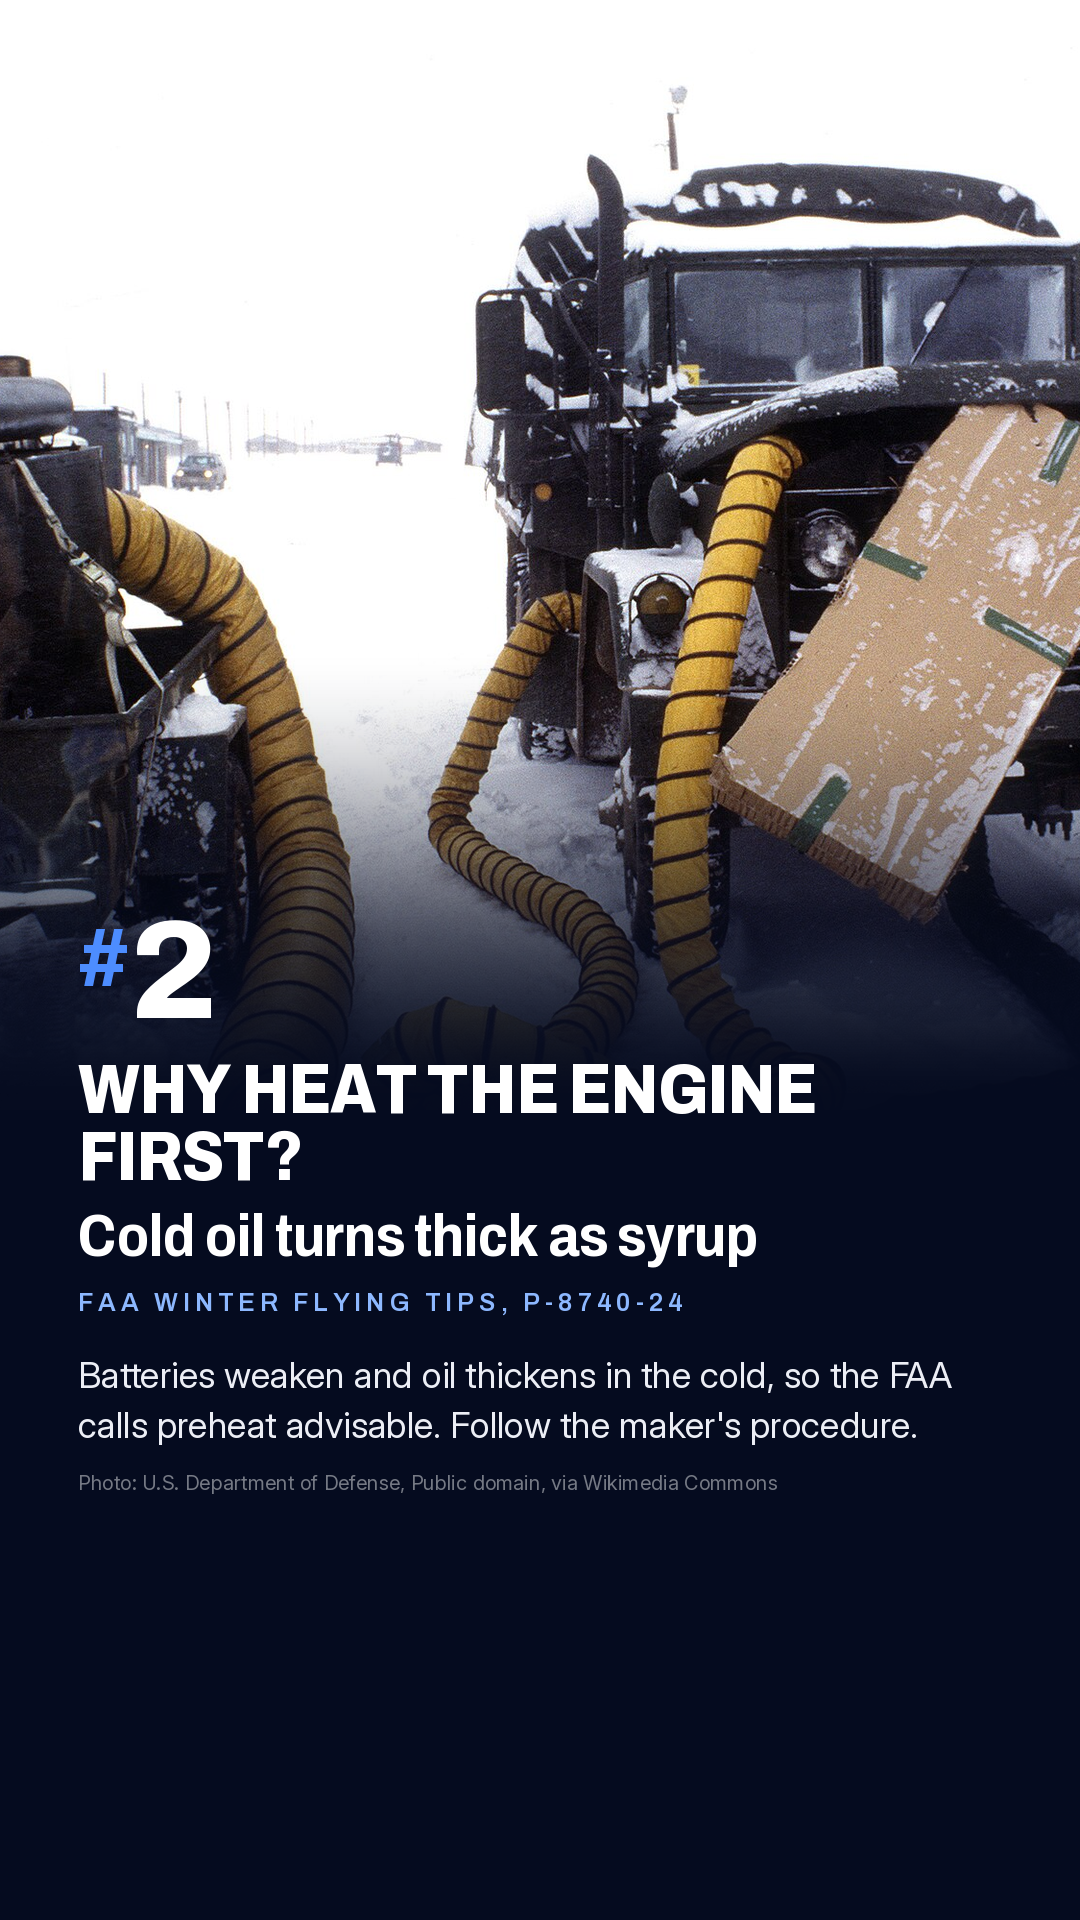 #2
WHY HEAT THE ENGINE
FIRST?
Cold oil turns thick as syrup
FAA WINTER FLYING TIPS, P-8740-24
Batteries weaken and oil thickens in the cold, so the FAA
calls preheat advisable. Follow the maker's procedure.
Photo: U.S. Department of Defense, Public domain, via Wikimedia Commons